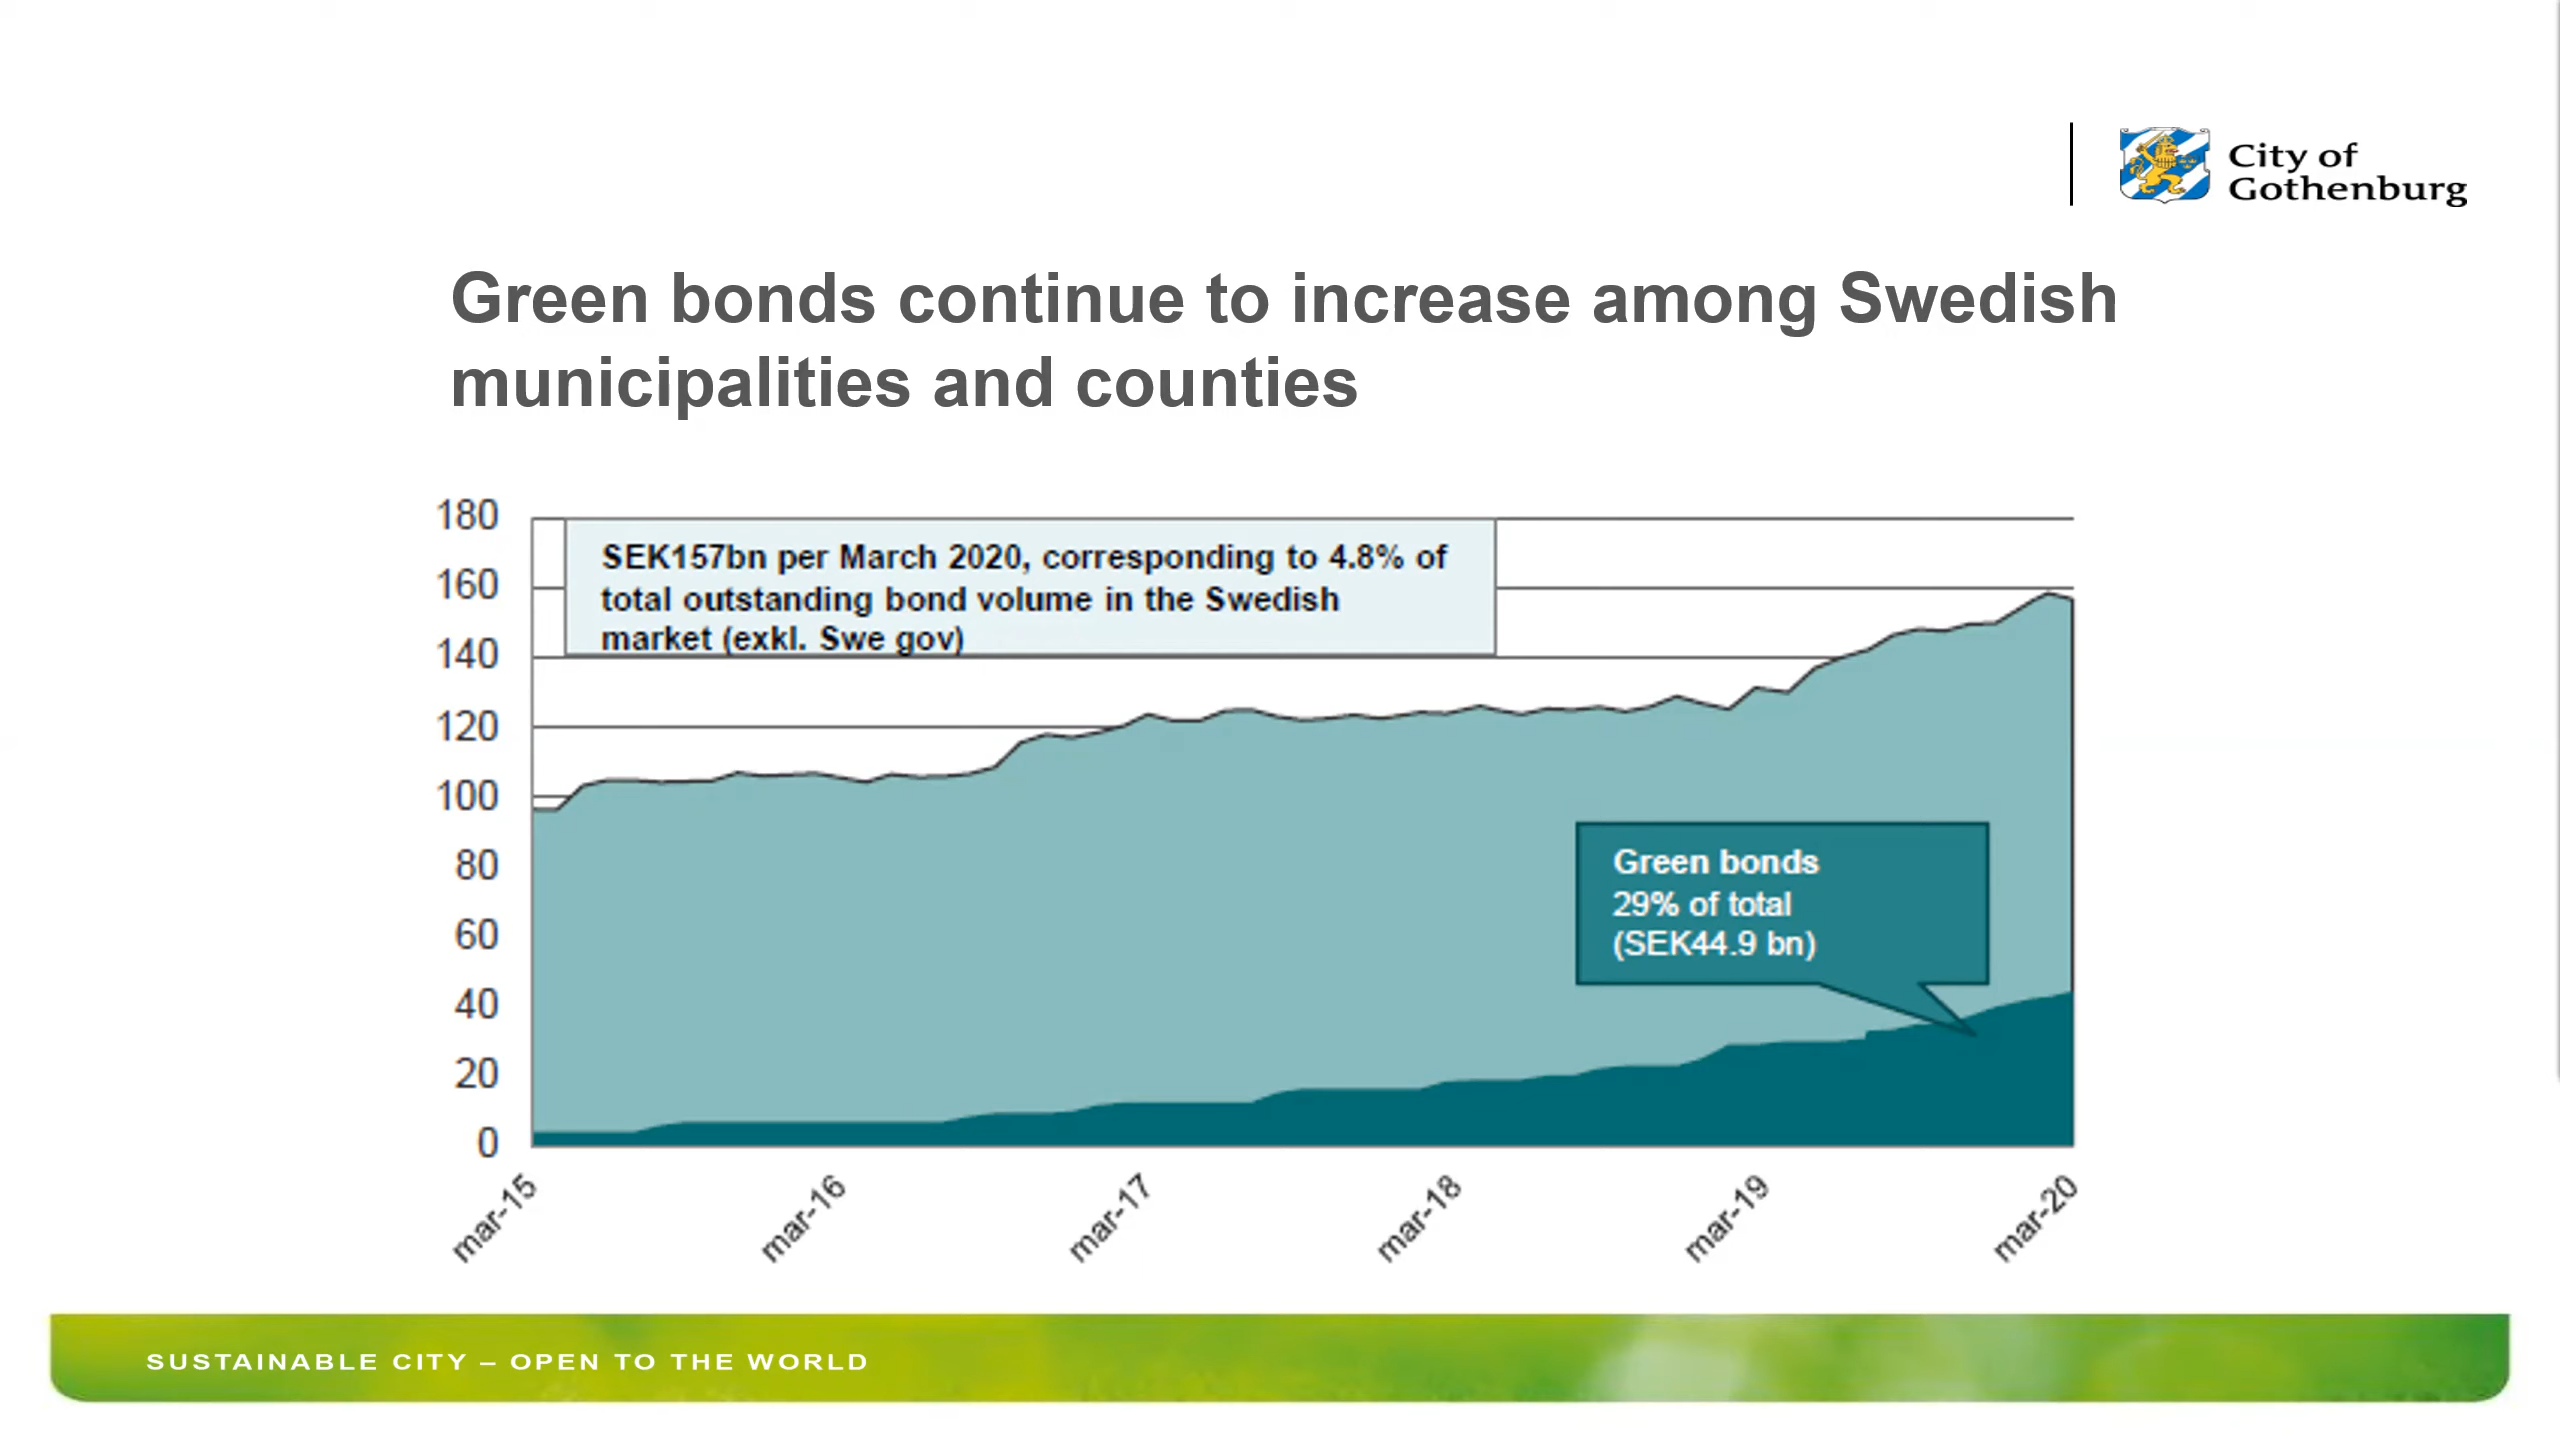 City of
Gothenburg
Green bonds continue to increase among Swedish
municipalities and counties
180
160
140
120
100
80
60
40
20
0
SEK157bn per March 2020, corresponding to 4.8% of
total outstanding bond volume in the Swedish
market (exkl. Swe gov)
Green bonds
29% of total
(SEK44.9 bn)
mar-15
mar-16
mar-17
mar-18
mar-19
mar-20
SUSTAINABLE CITY – OPEN TO THE WORLD